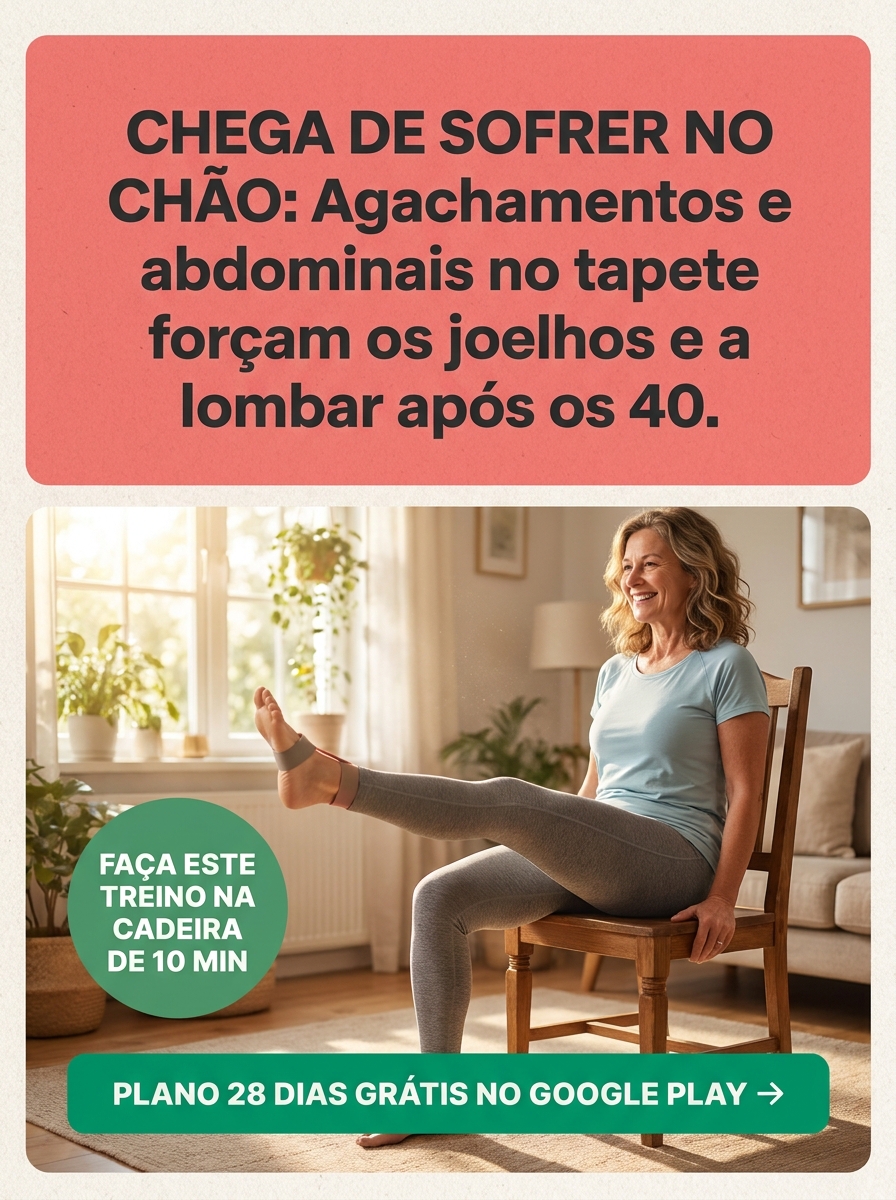 CHEGA DE SOFRER NO
CHÃO: Agachamentos e
abdominais no tapete
forçam os joelhos e a
lombar após os 40.
FAÇA ESTE
TREINO NA
CADEIRA
DE 10 MIN
PLANO 28 DIAS GRÁTIS NO GOOGLE PLAY →